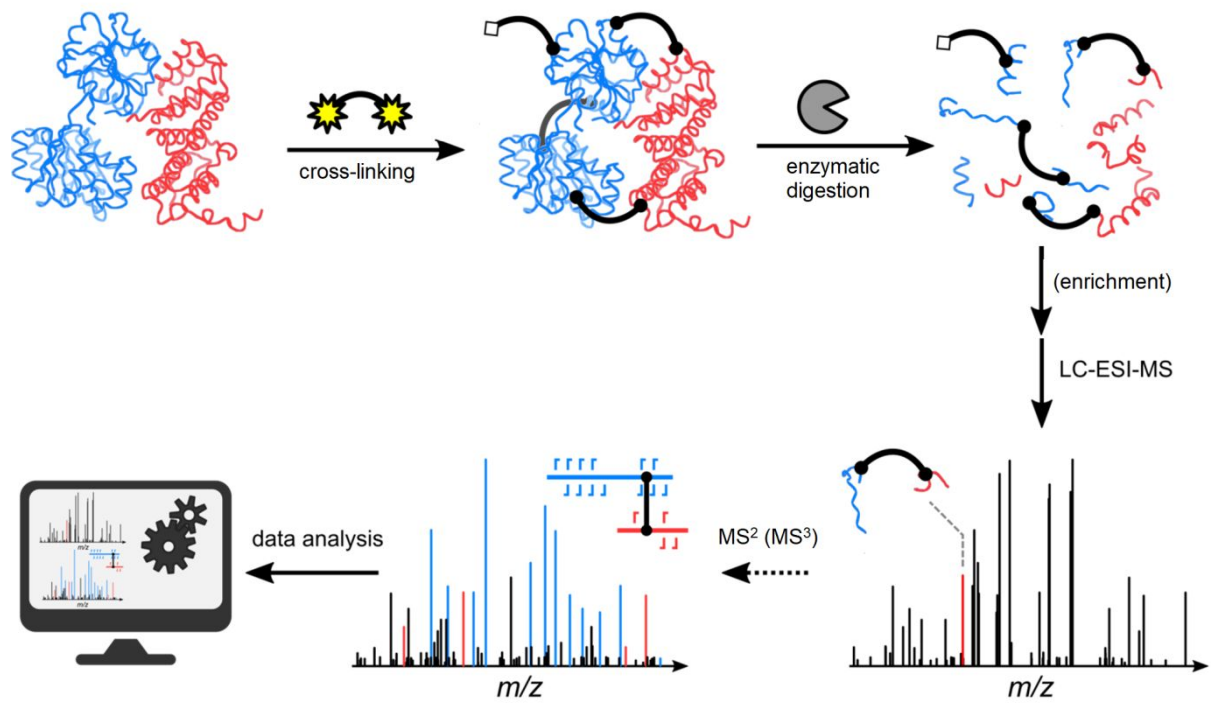 cross-linking
enzymatic
digestion
(enrichment)
LC-ESI-MS
data analysis
MS² (MS³)
m/z
m/z
m/z
m/z